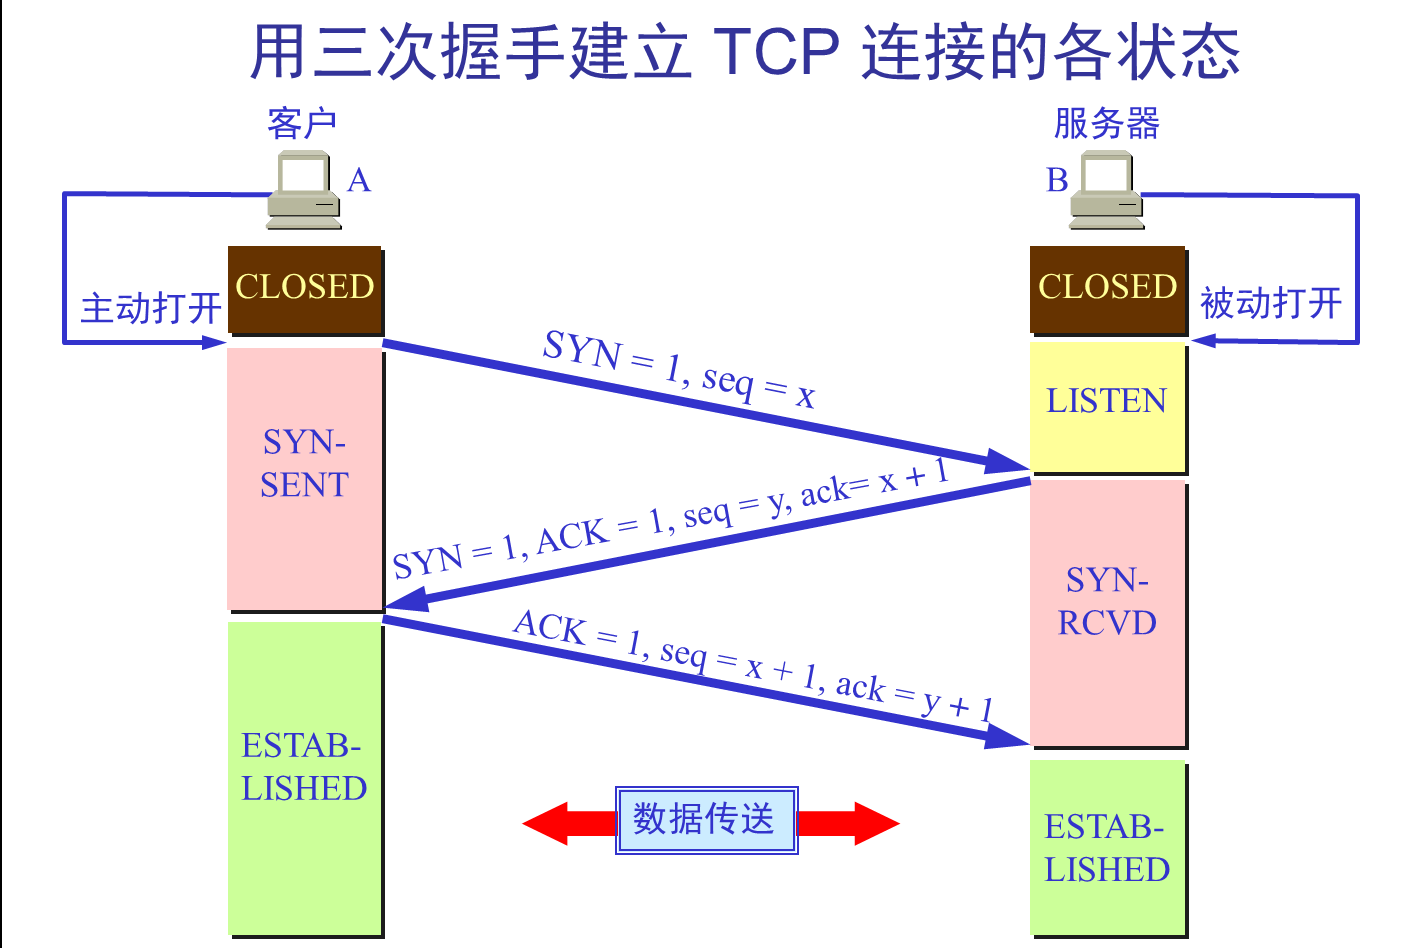 用三次握手建立 TCP 连接的各状态
客户
服务器
A
B
CLOSED
CLOSED
主动打开
被动打开
SYN = 1, seq = x
LISTEN
SYN-
SENT
SYN = 1, ACK = 1, seq = y, ack= x + 1
SYN-
RCVD
ACK = 1, seq = x + 1, ack = y + 1
ESTAB-
LISHED
数据传送
ESTAB-
LISHED